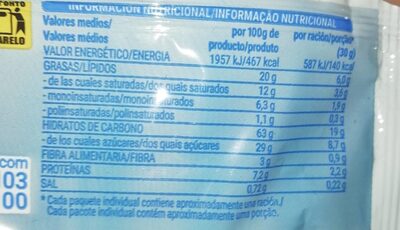 INFORMACIÓN NUTRICIONAL/INFORMAÇÃO NUTRICIONAL
Valores medios/ por 100g de por ración/porção*
Valores médios producto/produto (30 g)
VALOR ENERGÉTICO/ENERGIA 1957 kJ/467 kcal 587 kJ/140 kcal
GRASAS/LÍPIDOS 20 g 6,0 g
- de las cuales saturadas/dos quais saturados 12 g 3,6 g
- monoinsaturadas/monoinsaturados 6,3 g 1,9 g
- poliinsaturadas/polinsaturados 1,1 g 0,3 g
HIDRATOS DE CARBONO 63 g 19 g
- de los cuales azúcares/dos quais açúcares 29 g 8,7 g
FIBRA ALIMENTARIA/FIBRA 3 g 0,9 g
PROTEÍNAS 7,2 g 2,2 g
SAL 0,72 g 0,22 g
* Cada paquete individual contiene aproximadamente una ración./
Cada pacote individual contém aproximadamente uma porção.
ARELO
com
03
00